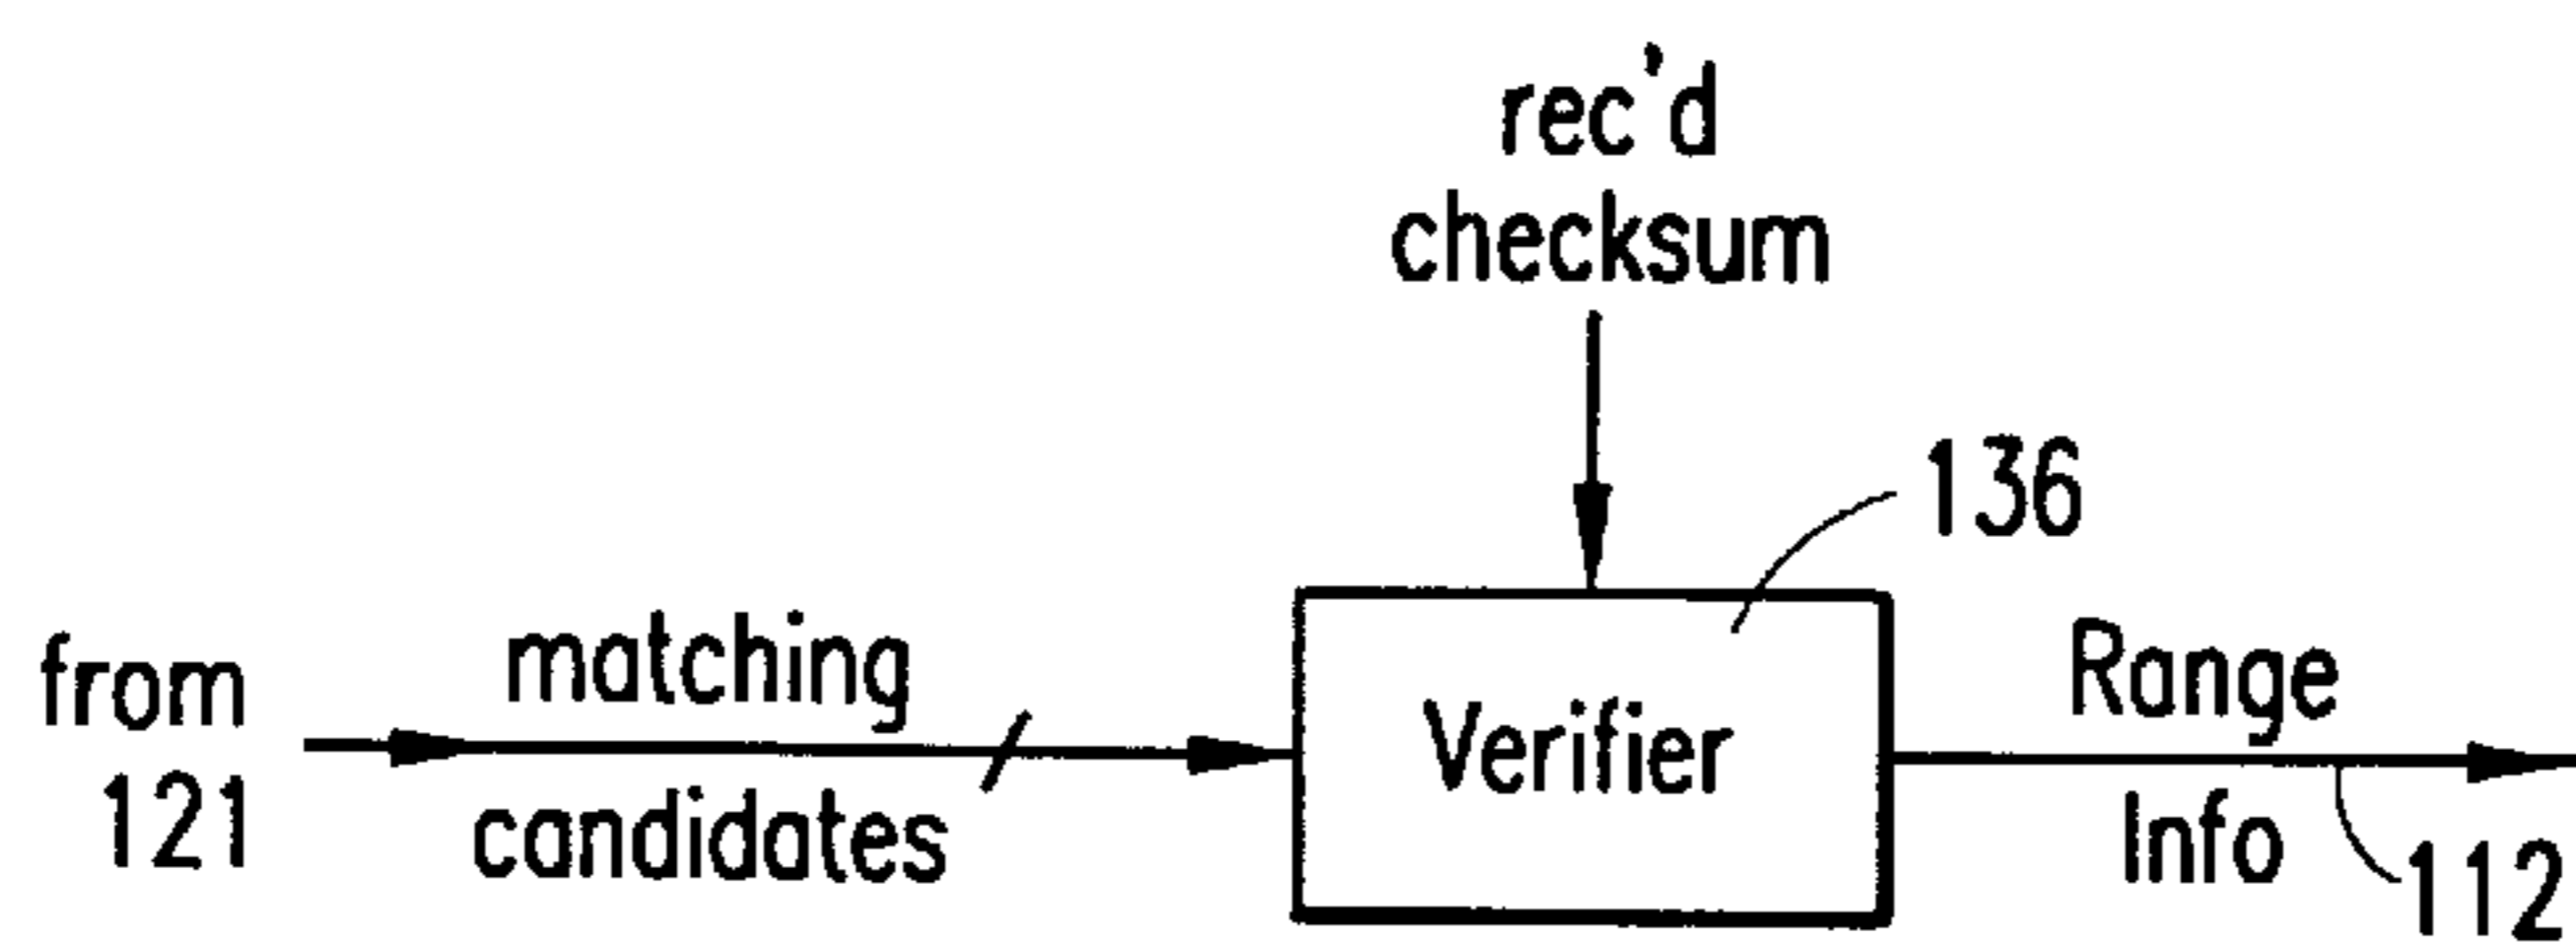 rec'd
checksum
136
from
121
matching
candidates
Verifier
Range
Info
112